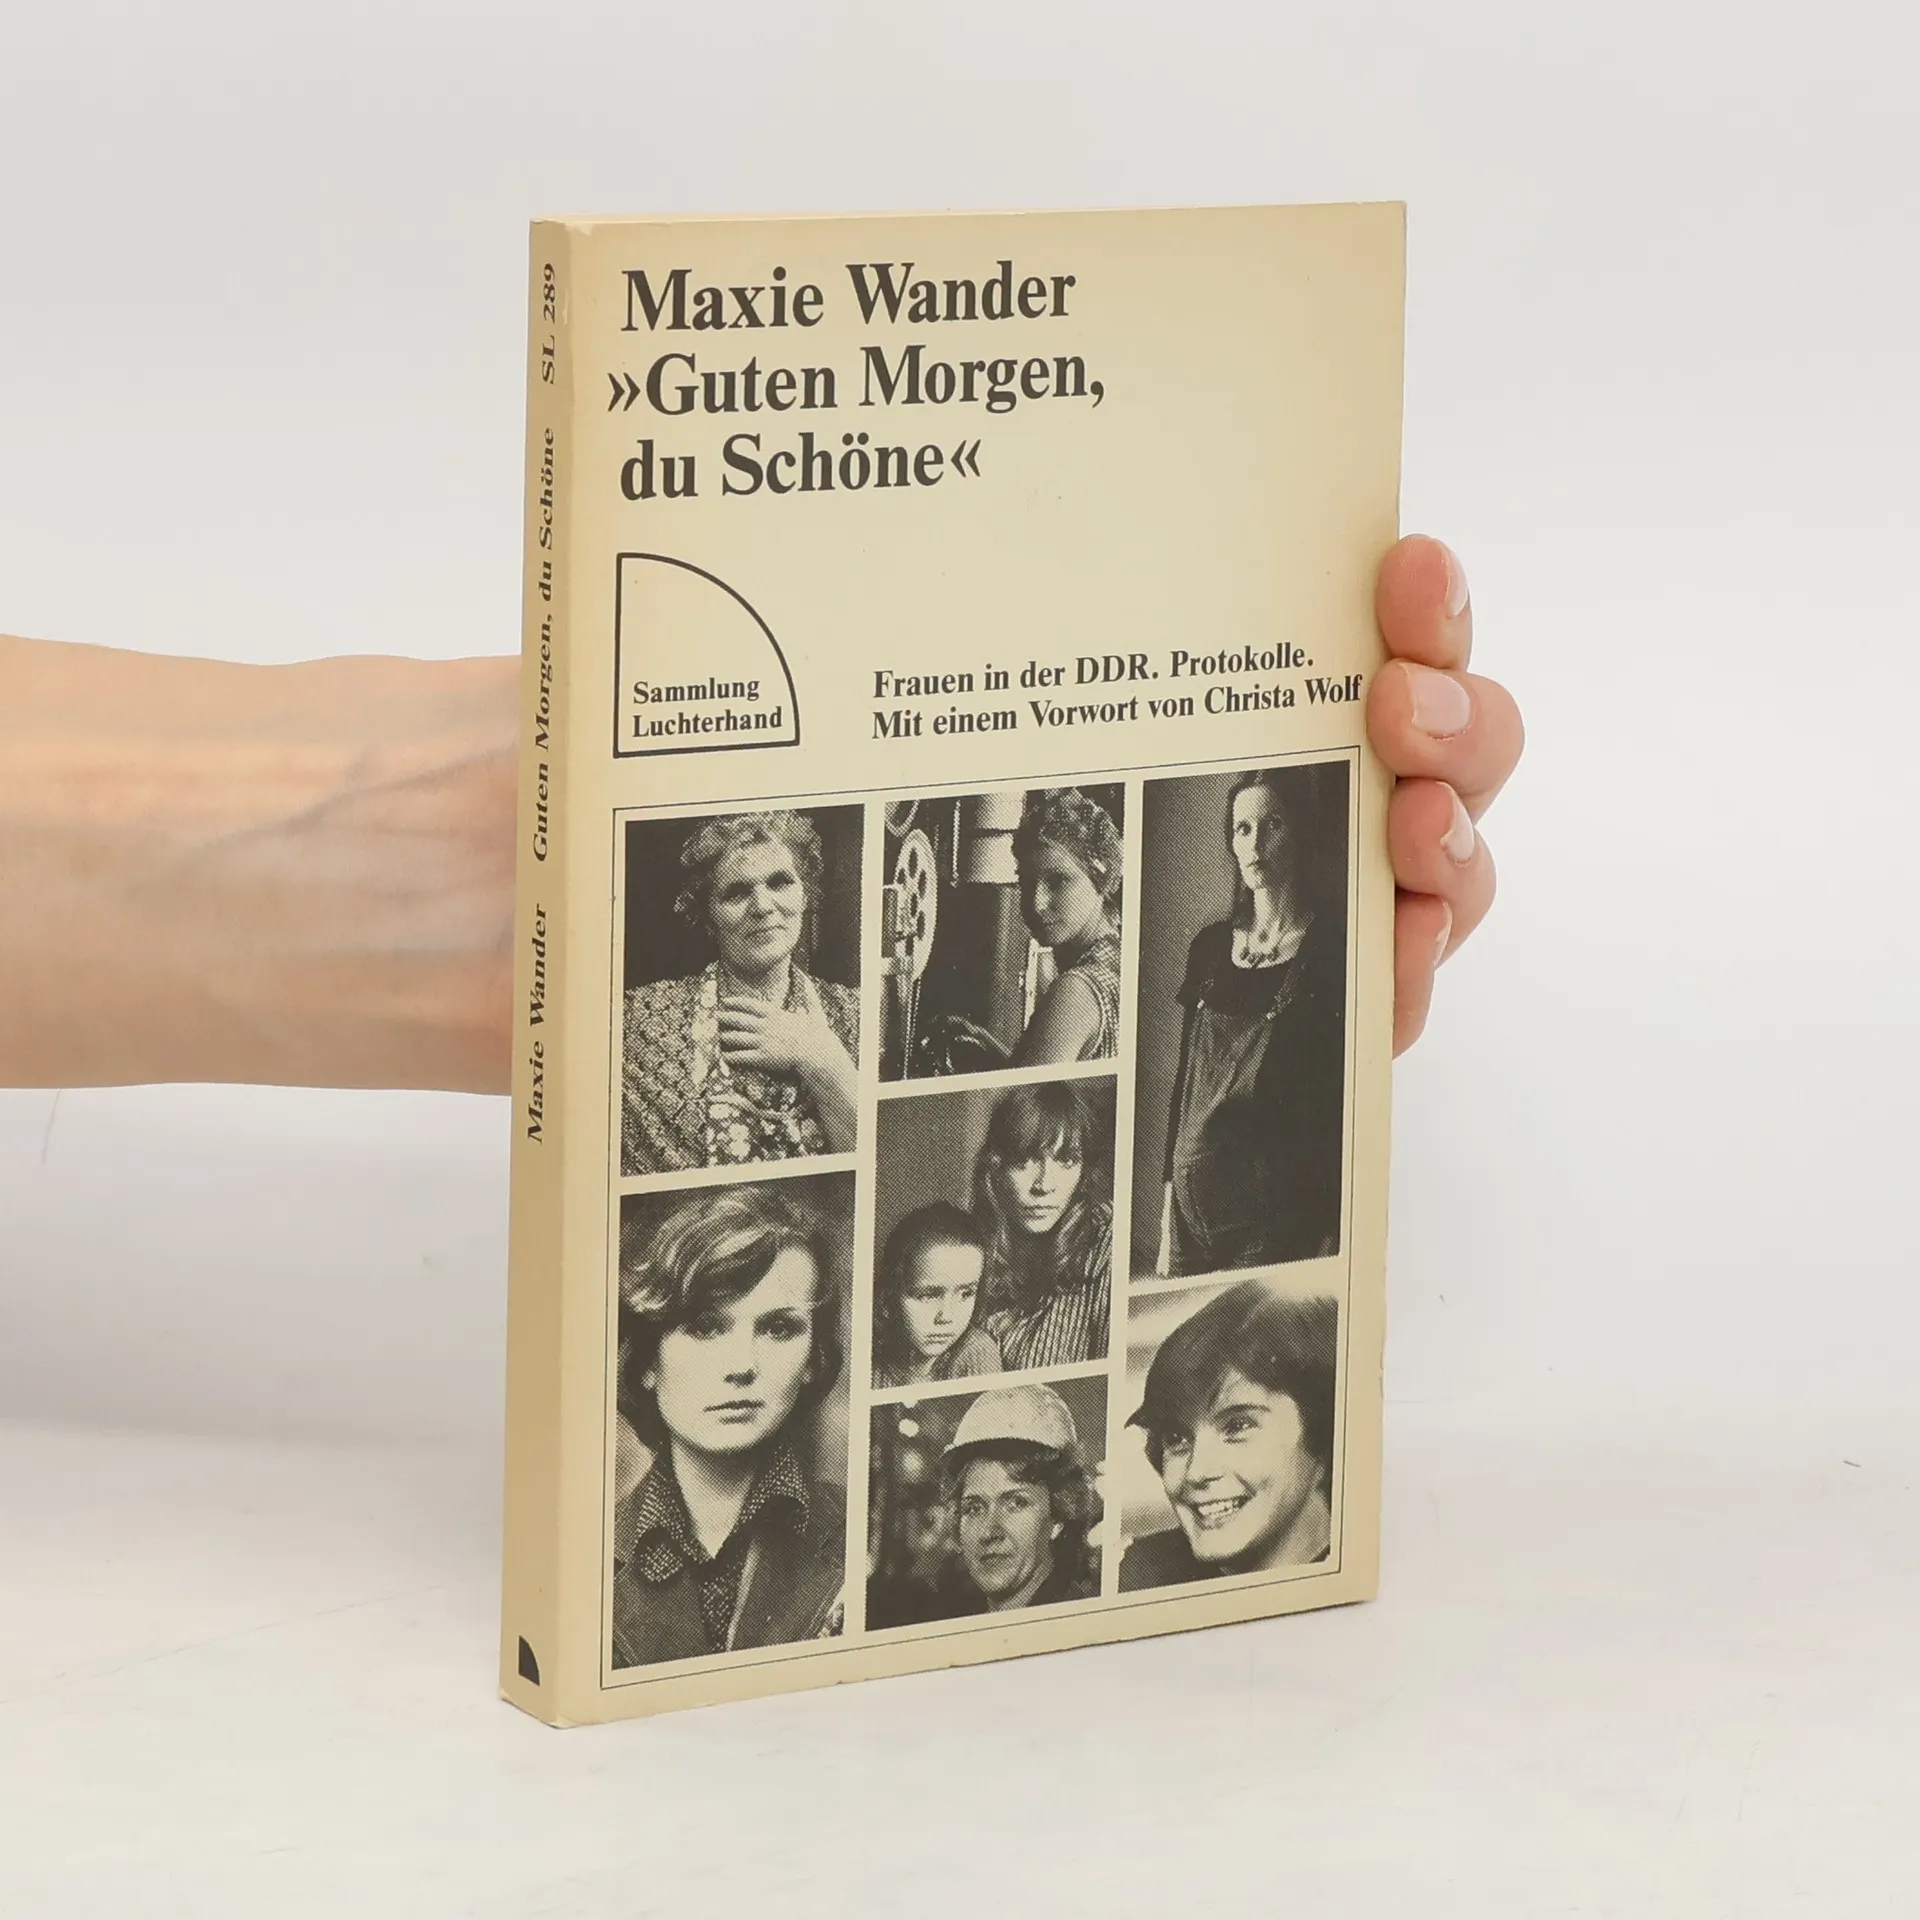 Maxie Wander
»Guten Morgen,
du Schöne«
Sammlung
Luchterhand
Frauen in der DDR. Protokolle.
Mit einem Vorwort von Christa Wolf
Maxie Wander Guten Morgen, du Schöne SL 289